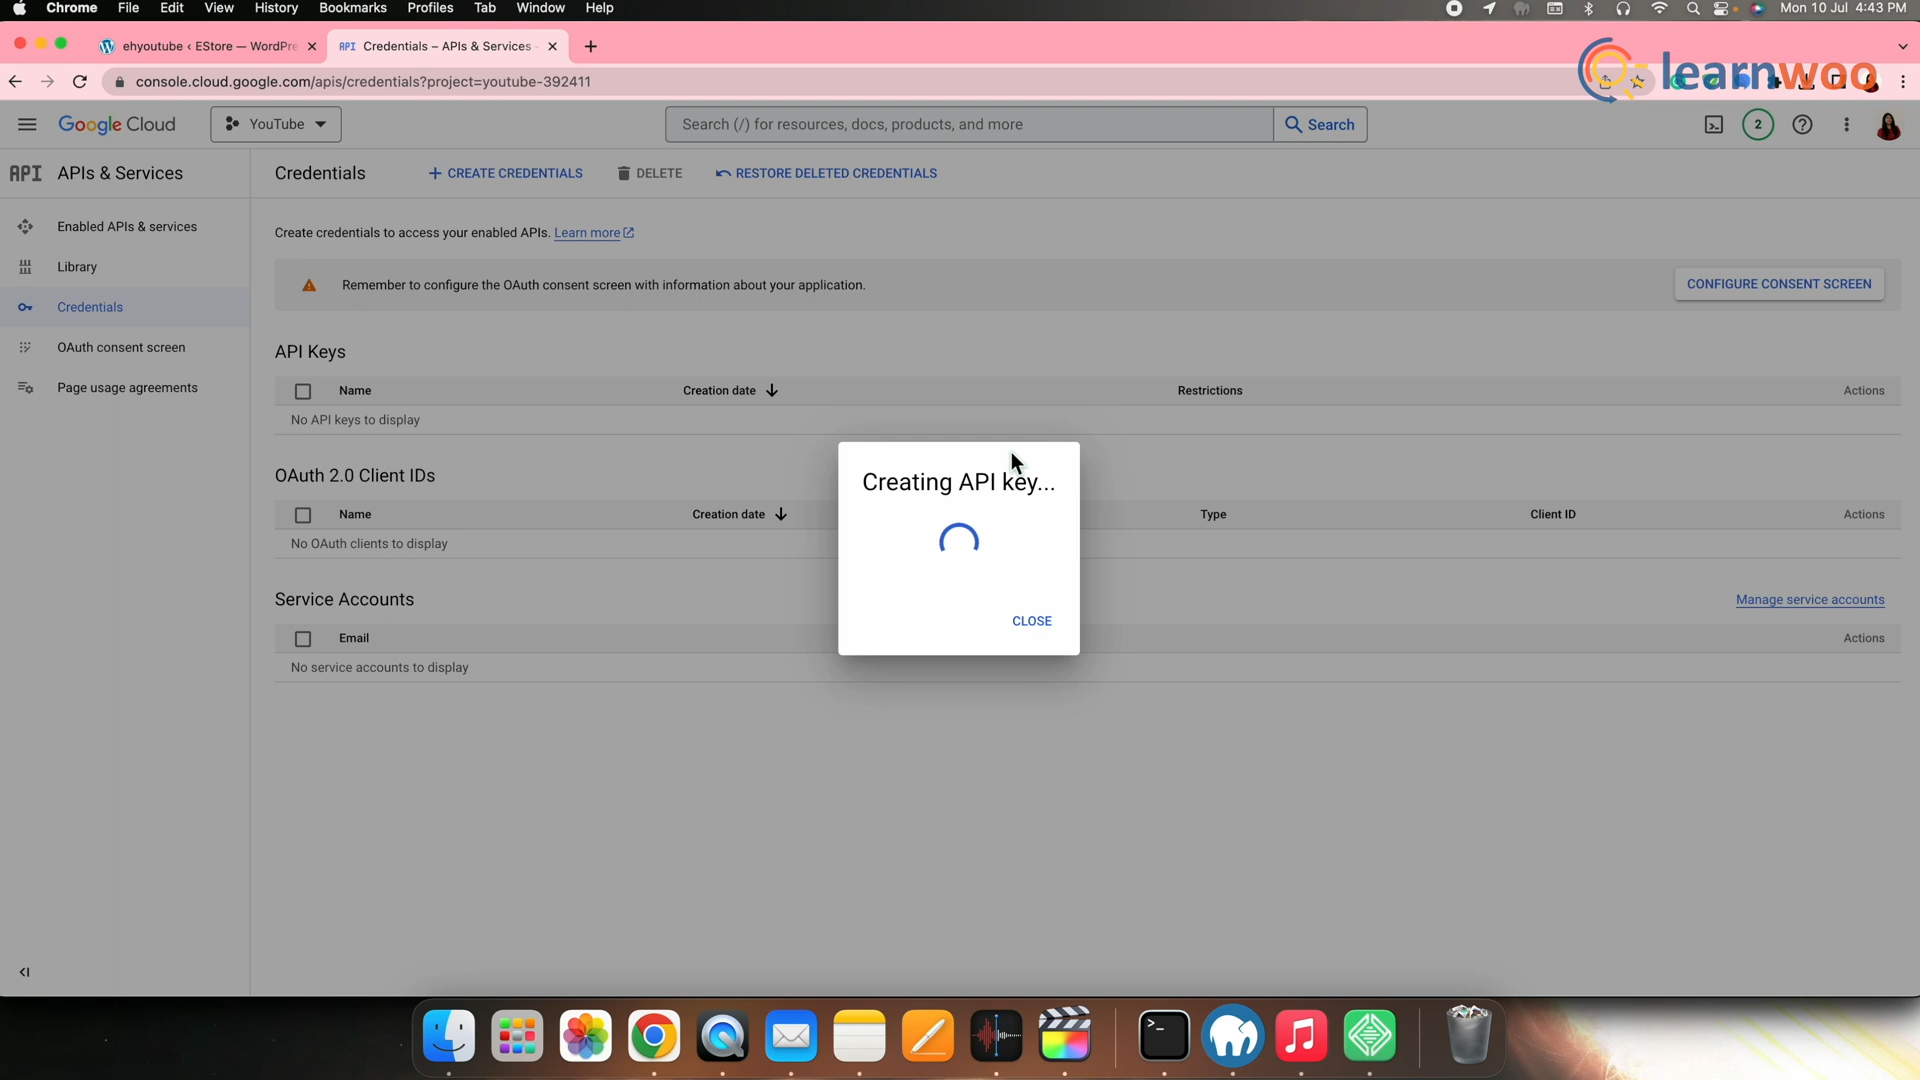 Chrome File Edit View History Bookmarks Profiles Tab Window Help Mon 10 Jul 4:43 PM
ehyoutube ‹ EStore — WordPre
API Credentials – APIs & Services
console.cloud.google.com/apis/credentials?project=youtube-392411
learnwoo
Google Cloud YouTube Search (/) for resources, docs, products, and more Search 2
API APIs & Services Credentials CREATE CREDENTIALS DELETE RESTORE DELETED CREDENTIALS
Enabled APIs & services
Library
Credentials
OAuth consent screen
Page usage agreements
Create credentials to access your enabled APIs. Learn more
Remember to configure the OAuth consent screen with information about your application. CONFIGURE CONSENT SCREEN
API Keys
Name Creation date Restrictions Actions
No API keys to display
OAuth 2.0 Client IDs
Name Creation date Type Client ID Actions
No OAuth clients to display
Service Accounts Manage service accounts
Email Actions
No service accounts to display
Creating API key...
CLOSE